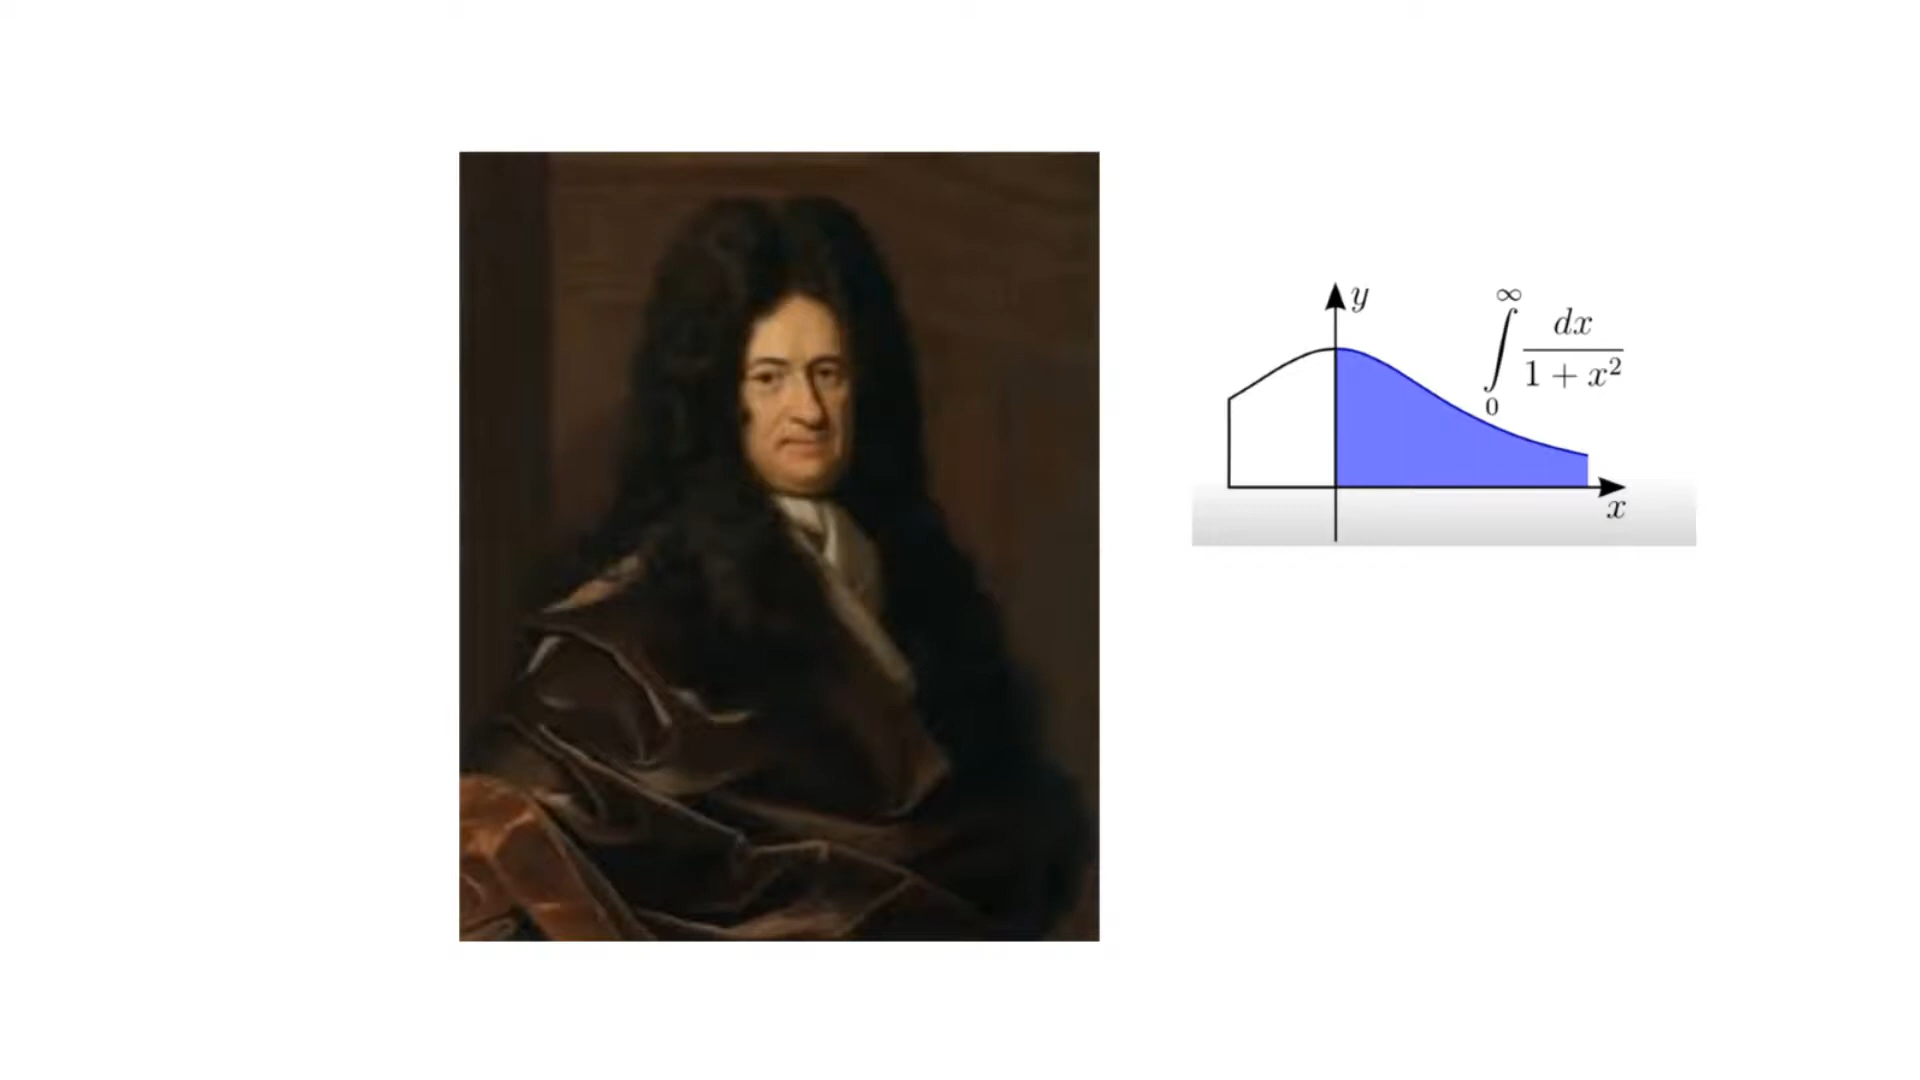 y
∞
∫ dx
1 + x²
0
x